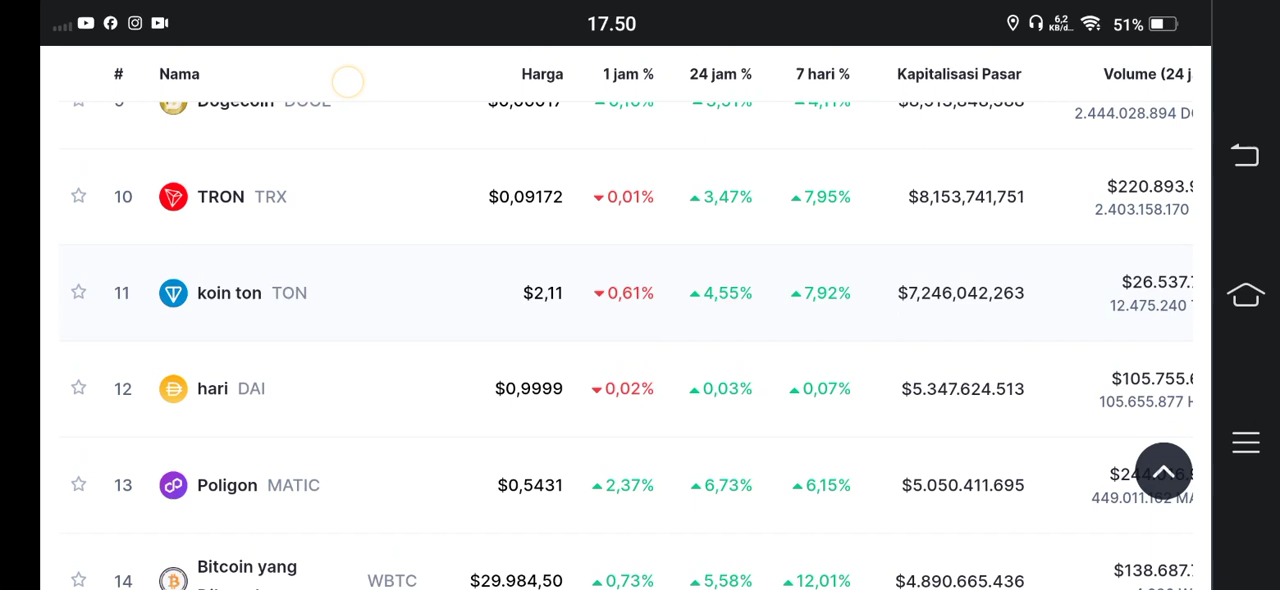 17.50
6,2
KB/d...
51%
# Nama Harga 1 jam % 24 jam % 7 hari % Kapitalisasi Pasar Volume (24 j
Dogecoin DOGE
2.444.028.894
10 TRON TRX $0,09172 0,01% 3,47% 7,95% $8,153,741,751 $220.893.
2.403.158.170
11 koin ton TON $2,11 0,61% 4,55% 7,92% $7,246,042,263 $26.537.
12.475.240
12 hari DAI $0,9999 0,02% 0,03% 0,07% $5.347.624.513 $105.755.
105.655.877
13 Poligon MATIC $0,5431 2,37% 6,73% 6,15% $5.050.411.695
14 Bitcoin yang WBTC $29.984,50 0,73% 5,58% 12,01% $4.890.665.436 $138.687.